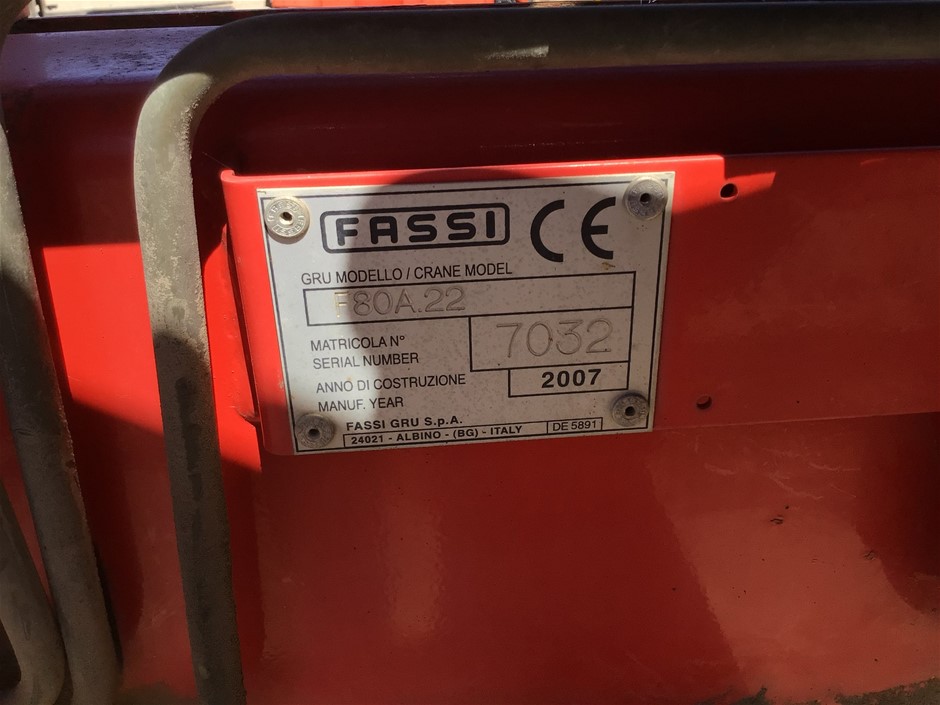 FASSI CE
GRU MODELLO / CRANE MODEL
F80A.22
MATRICOLA N°
SERIAL NUMBER
7032
ANNO DI COSTRUZIONE
MANUF. YEAR
2007
FASSI GRU S.p.A.
24021 - ALBINO - (BG) - ITALY
DE 5891